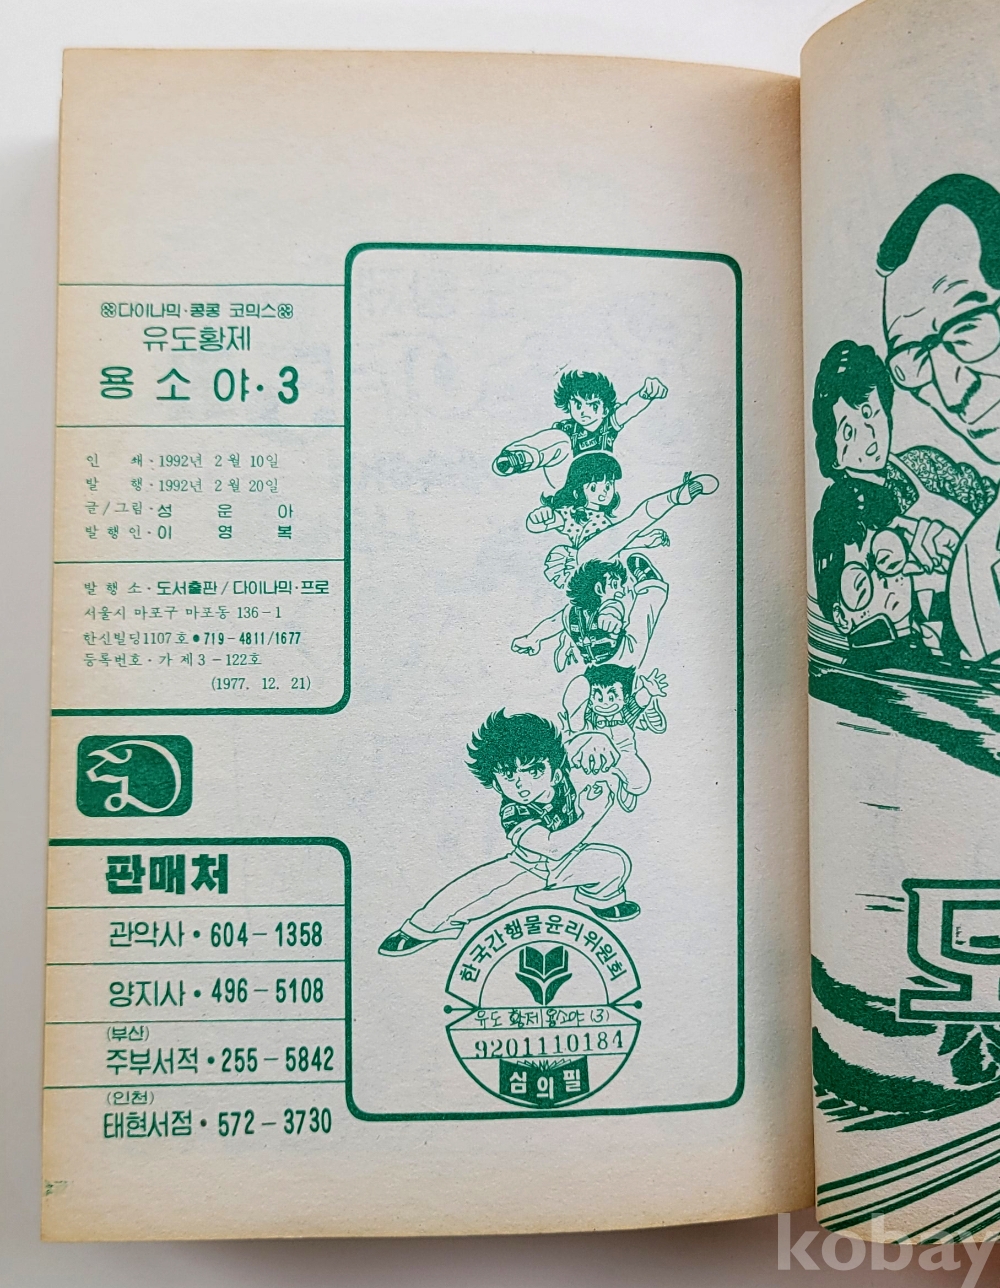 다이나믹·콩콩 코믹스
유도황제
용소야·3
인 쇄·1992년 2월 10일
발 행·1992년 2월 20일
글/그림·성 운 아
발행인·이 영 복
발행소·도서출판/다이나믹·프로
서울시 마포구 마포동 136-1
한신빌딩1107호●719-4811/1677
등록번호·가 제3-122호
(1977. 12. 21)
판매처
관악사·604-1358
양지사·496-5108
(부산)
주부서적·255-5842
(인천)
태현서점·572-3730
한국간행물윤리위원회
유도황제용소야(3)
9201110184
심의필
kobay